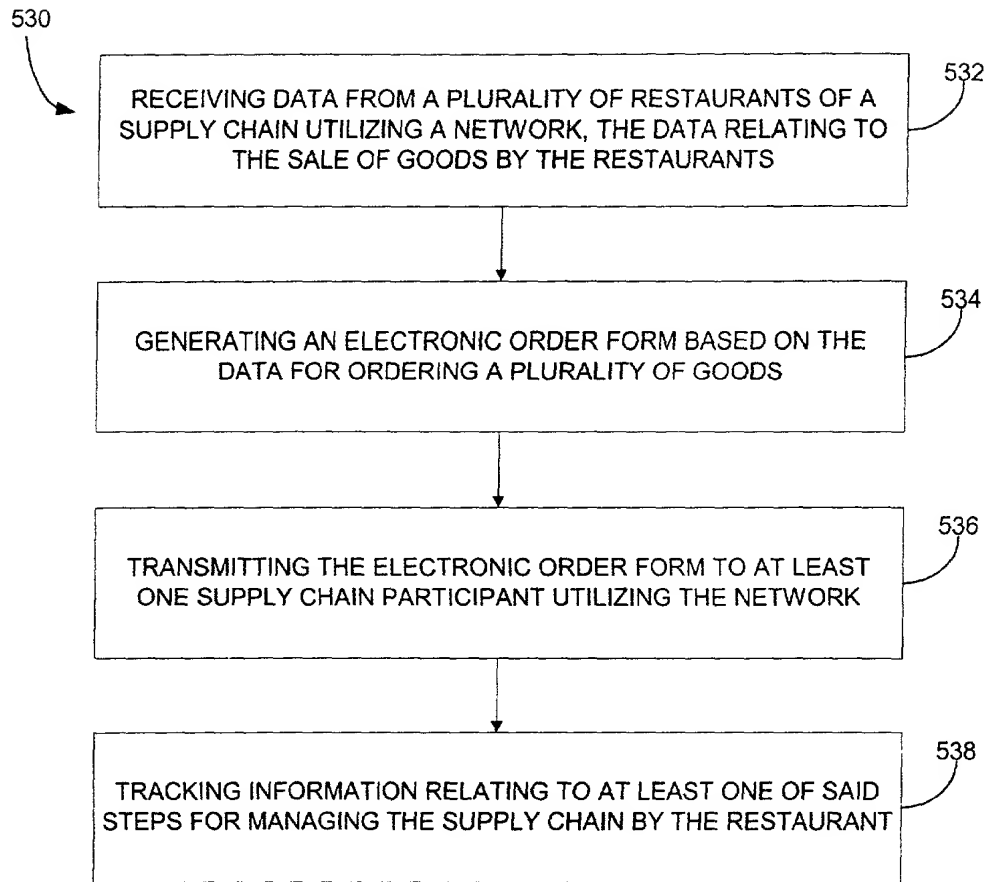 530
532
RECEIVING DATA FROM A PLURALITY OF RESTAURANTS OF A
SUPPLY CHAIN UTILIZING A NETWORK, THE DATA RELATING TO
THE SALE OF GOODS BY THE RESTAURANTS
534
GENERATING AN ELECTRONIC ORDER FORM BASED ON THE
DATA FOR ORDERING A PLURALITY OF GOODS
536
TRANSMITTING THE ELECTRONIC ORDER FORM TO AT LEAST
ONE SUPPLY CHAIN PARTICIPANT UTILIZING THE NETWORK
538
TRACKING INFORMATION RELATING TO AT LEAST ONE OF SAID
STEPS FOR MANAGING THE SUPPLY CHAIN BY THE RESTAURANT